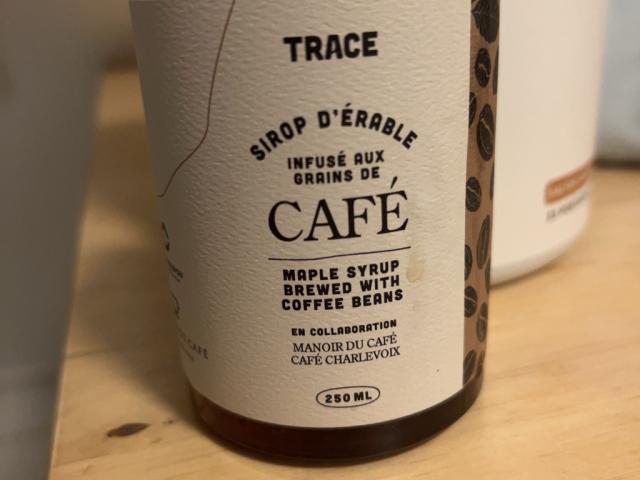 TRACE
SIROP D'ÉRABLE
INFUSÉ AUX
GRAINS DE
CAFÉ
MAPLE SYRUP
BREWED WITH
COFFEE BEANS
EN COLLABORATION
MANOIR DU CAFÉ
CAFÉ CHARLEVOIX
250 ML
CAFÉ